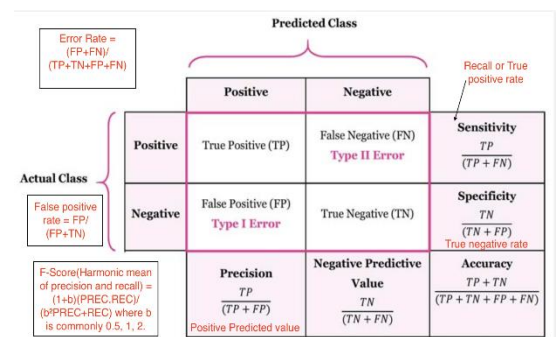 Predicted Class
Error Rate =
(FP+FN)/
(TP+TN+FP+FN)
Recall or True
positive rate
Positive
Negative
Positive
True Positive (TP)
False Negative (FN)
Type II Error
Sensitivity
TP
(TP + FN)
Actual Class
False positive
rate = FP/
(FP+TN)
Negative
False Positive (FP)
Type I Error
True Negative (TN)
Specificity
TN
(TN + FP)
True negative rate
F-Score(Harmonic mean
of precision and recall) =
(1+b)(PREC.REC)/
(b²PREC+REC) where b
is commonly 0.5, 1, 2.
Precision
TP
(TP + FP)
Positive Predicted value
Negative Predictive
Value
TN
(TN + FN)
Accuracy
TP + TN
(TP + TN + FP + FN)